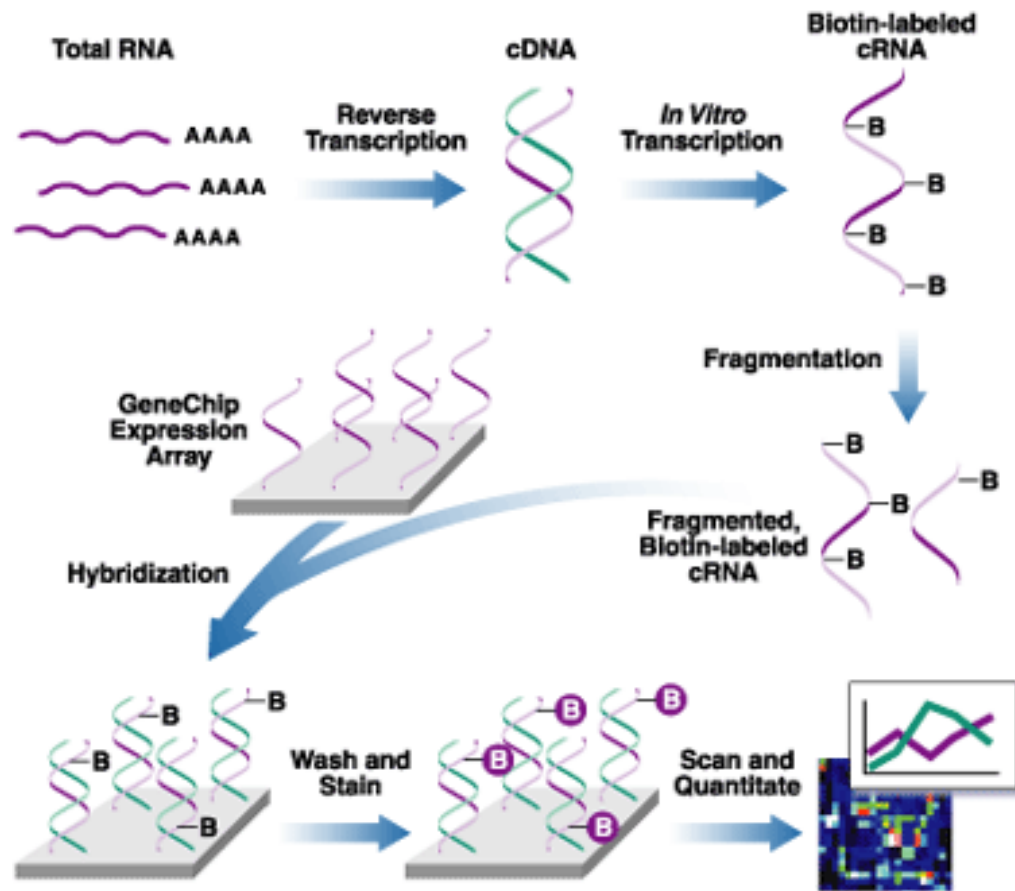 Total RNA
AAAA
AAAA
AAAA
Reverse
Transcription
cDNA
In Vitro
Transcription
Biotin-labeled
cRNA
B
B
B
B
Fragmentation
B
B
B
B
Fragmented,
Biotin-labeled
cRNA
GeneChip
Expression
Array
Hybridization
B
B
B
B
Wash and
Stain
B
B
B
B
Scan and
Quantitate